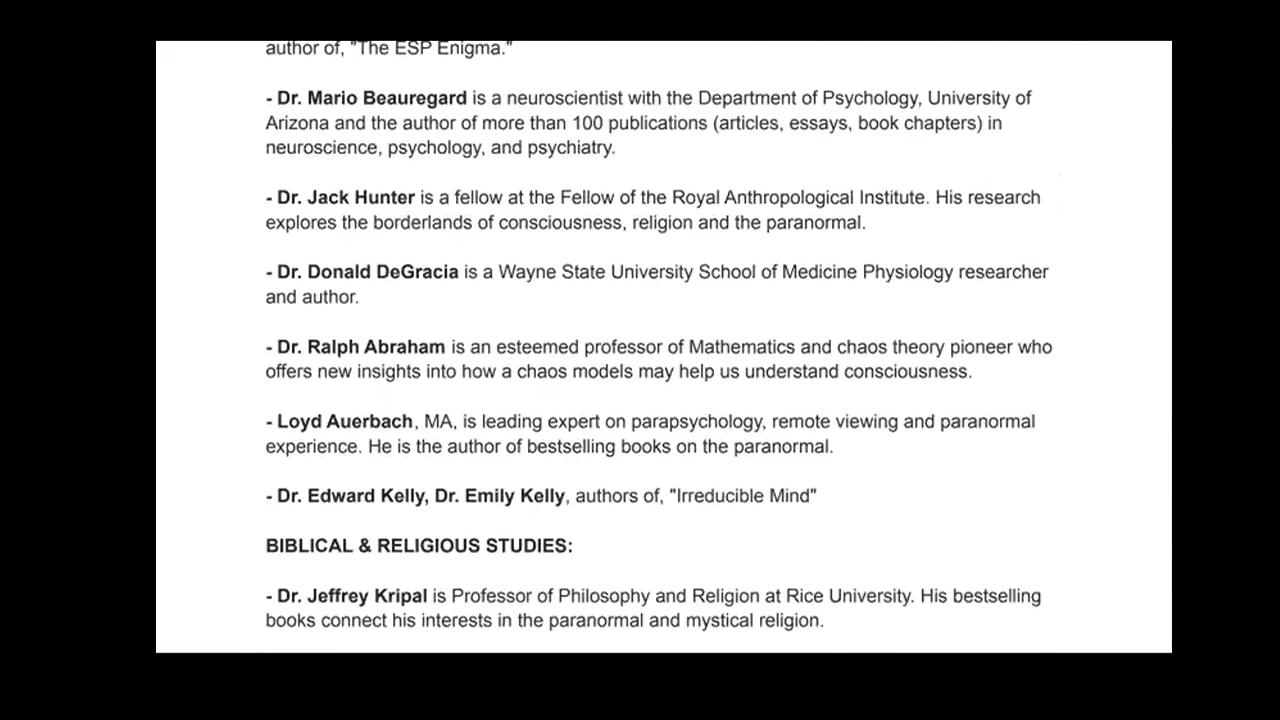 author of, "The ESP Enigma."
- Dr. Mario Beauregard is a neuroscientist with the Department of Psychology, University of
Arizona and the author of more than 100 publications (articles, essays, book chapters) in
neuroscience, psychology, and psychiatry.
- Dr. Jack Hunter is a fellow at the Fellow of the Royal Anthropological Institute. His research
explores the borderlands of consciousness, religion and the paranormal.
- Dr. Donald DeGracia is a Wayne State University School of Medicine Physiology researcher
and author.
- Dr. Ralph Abraham is an esteemed professor of Mathematics and chaos theory pioneer who
offers new insights into how a chaos models may help us understand consciousness.
- Loyd Auerbach, MA, is leading expert on parapsychology, remote viewing and paranormal
experience. He is the author of bestselling books on the paranormal.
- Dr. Edward Kelly, Dr. Emily Kelly, authors of, "Irreducible Mind"
BIBLICAL & RELIGIOUS STUDIES:
- Dr. Jeffrey Kripal is Professor of Philosophy and Religion at Rice University. His bestselling
books connect his interests in the paranormal and mystical religion.